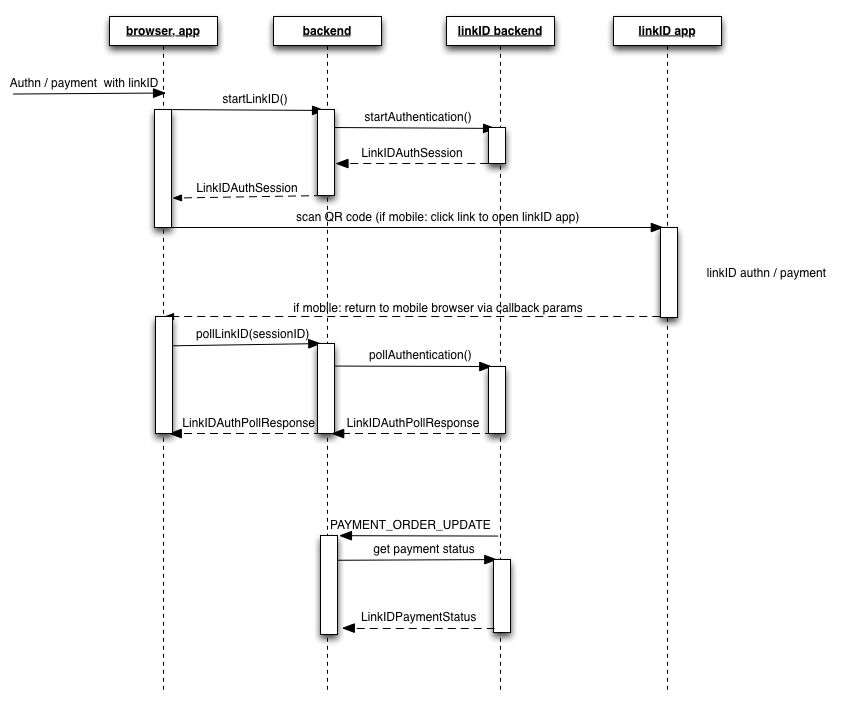 browser, app
backend
linkID backend
linkID app
Authn / payment  with linkID
startLinkID()
startAuthentication()
LinkIDAuthSession
LinkIDAuthSession
scan QR code (if mobile: click link to open linkID app)
linkID authn / payment
if mobile: return to mobile browser via callback params
pollLinkID(sessionID)
pollAuthentication()
LinkIDAuthPollResponse
LinkIDAuthPollResponse
PAYMENT_ORDER_UPDATE
get payment status
LinkIDPaymentStatus